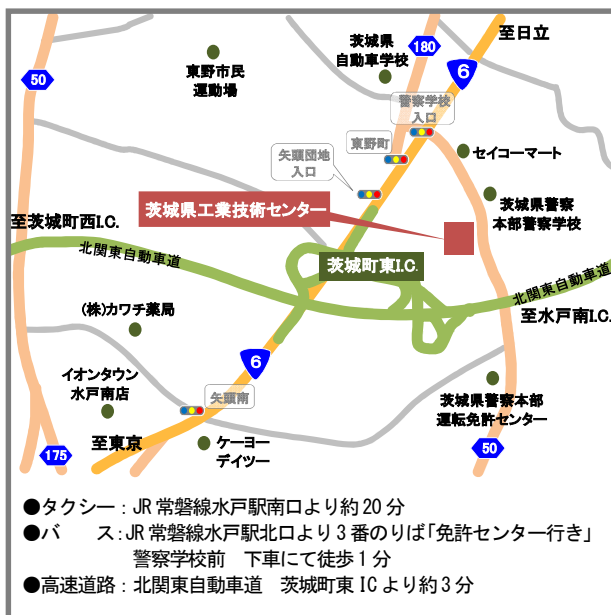 至日立
茨城県
自動車学校
180
6
50
東野市民
運動場
警察学校
入口
東野町
セイコーマート
矢頭団地
入口
茨城県警察
本部警察学校
茨城県工業技術センター
至茨城町西I.C.
北関東自動車道
茨城町東I.C.
北関東自動車道
至水戸南I.C.
(株)カワチ薬局
6
イオンタウン
水戸南店
矢頭南
茨城県警察本部
運転免許センター
至東京
ケーヨー
デイツー
175
50
●タクシー：JR 常磐線水戸駅南口より約 20 分
●バ　　ス：JR 常磐線水戸駅北口より 3 番のりば「免許センター行き」
警察学校前　下車にて徒歩 1 分
●高速道路：北関東自動車道　茨城町東 IC より約 3 分